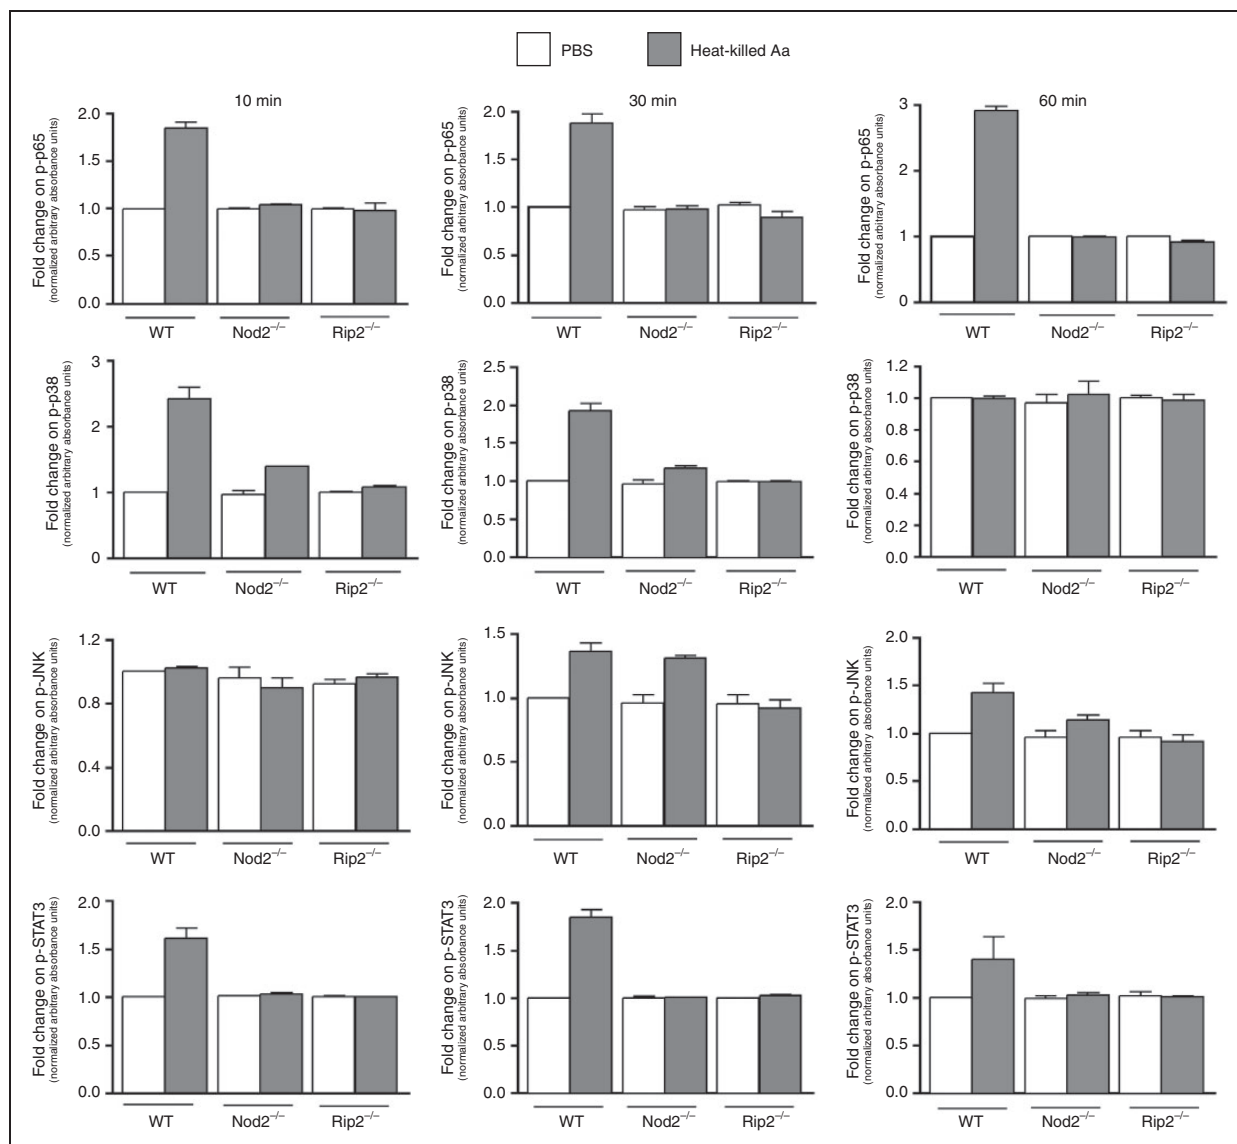 PBS Heat-killed Aa
10 min 30 min 60 min
Fold change on p-p65
(normalized arbitrary absorbance units)
2.0
1.5
1.0
0.5
0.0
WT Nod2⁻/⁻ Rip2⁻/⁻
Fold change on p-p65
(normalized arbitrary absorbance units)
2.0
1.5
1.0
0.5
0.0
WT Nod2⁻/⁻ Rip2⁻/⁻
Fold change on p-p65
(normalized arbitrary absorbance units)
3
2
1
0
WT Nod2⁻/⁻ Rip2⁻/⁻
Fold change on p-p38
(normalized arbitrary absorbance units)
3
2
1
0
WT Nod2⁻/⁻ Rip2⁻/⁻
Fold change on p-p38
(normalized arbitrary absorbance units)
2.5
2.0
1.5
1.0
0.5
0.0
WT Nod2⁻/⁻ Rip2⁻/⁻
Fold change on p-p38
(normalized arbitrary absorbance units)
1.2
1.0
0.8
0.6
0.4
0.2
0.0
WT Nod2⁻/⁻ Rip2⁻/⁻
Fold change on p-JNK
(normalized arbitrary absorbance units)
1.2
0.8
0.4
0.0
WT Nod2⁻/⁻ Rip2⁻/⁻
Fold change on p-JNK
(normalized arbitrary absorbance units)
1.5
1.0
0.5
0.0
WT Nod2⁻/⁻ Rip2⁻/⁻
Fold change on p-JNK
(normalized arbitrary absorbance units)
2.0
1.5
1.0
0.5
0.0
WT Nod2⁻/⁻ Rip2⁻/⁻
Fold change on p-STAT3
(normalized arbitrary absorbance units)
2.0
1.5
1.0
0.5
0.0
WT Nod2⁻/⁻ Rip2⁻/⁻
Fold change on p-STAT3
(normalized arbitrary absorbance units)
2.0
1.5
1.0
0.5
0.0
WT Nod2⁻/⁻ Rip2⁻/⁻
Fold change on p-STAT3
(normalized arbitrary absorbance units)
2.0
1.5
1.0
0.5
0.0
WT Nod2⁻/⁻ Rip2⁻/⁻